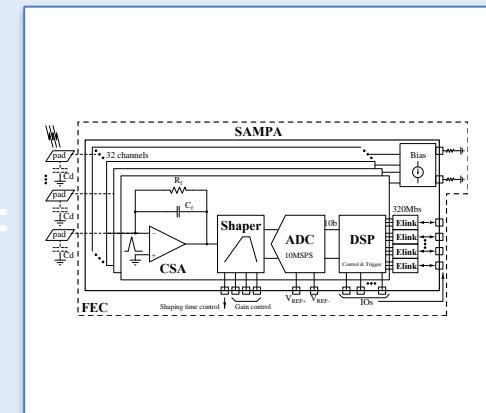 SAMPA
pad
32 channels
Cd
pad
Cd
pad
Cd
Rf
Cf
CSA
Shaper
ADC
10MSPS
10b
DSP
Control & Trigger
Bias
320Mbs
Elink
Elink
Elink
Elink
FEC
Shaping time control
Gain control
VREF+
VREF-
IOs